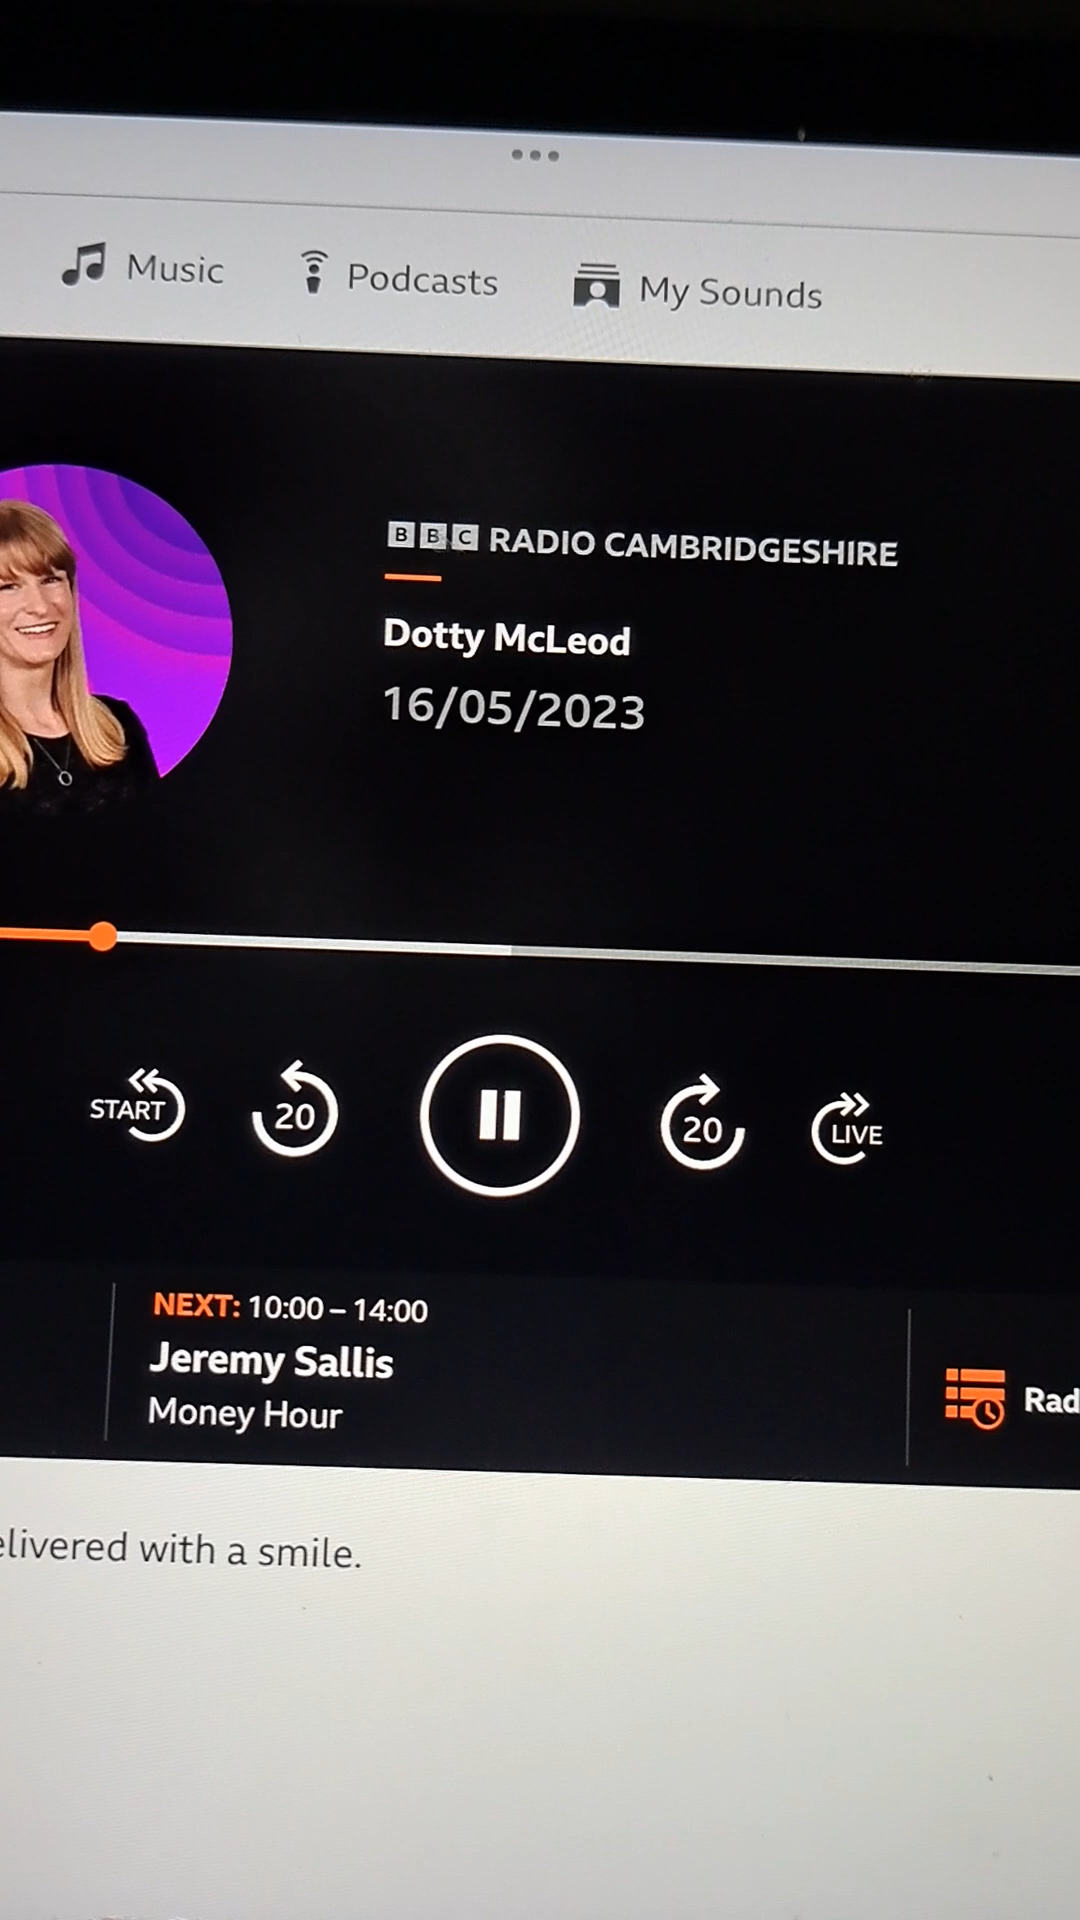 Music Podcasts My Sounds
BBC RADIO CAMBRIDGESHIRE
Dotty McLeod
16/05/2023
START 20 20 LIVE
NEXT: 10:00 – 14:00
Jeremy Sallis
Money Hour
Rad
elivered with a smile.